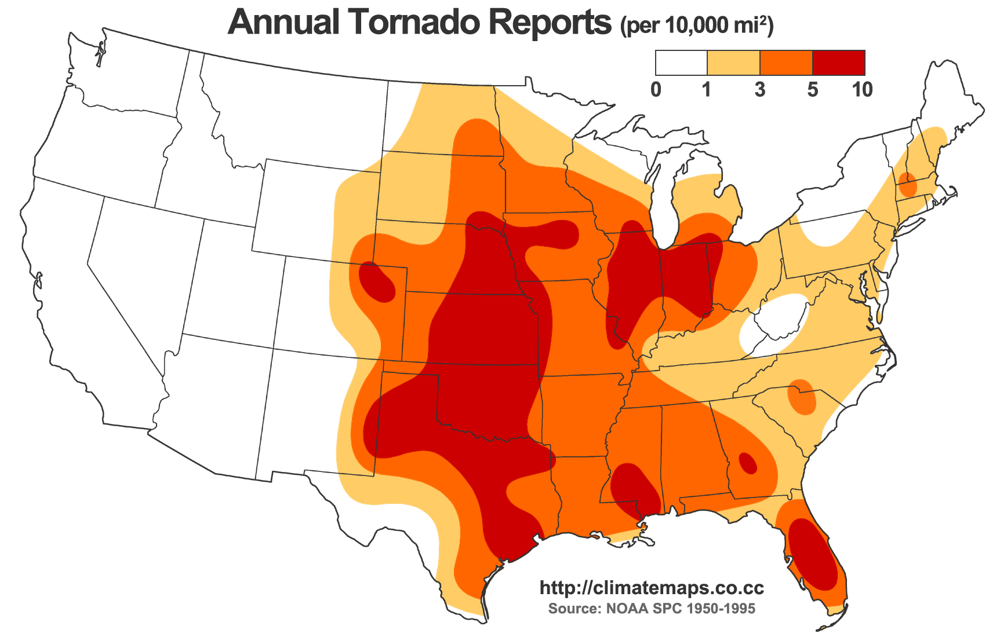 Annual Tornado Reports (per 10,000 mi²)
0 1 3 5 10
http://climatemaps.co.cc
Source: NOAA SPC 1950-1995